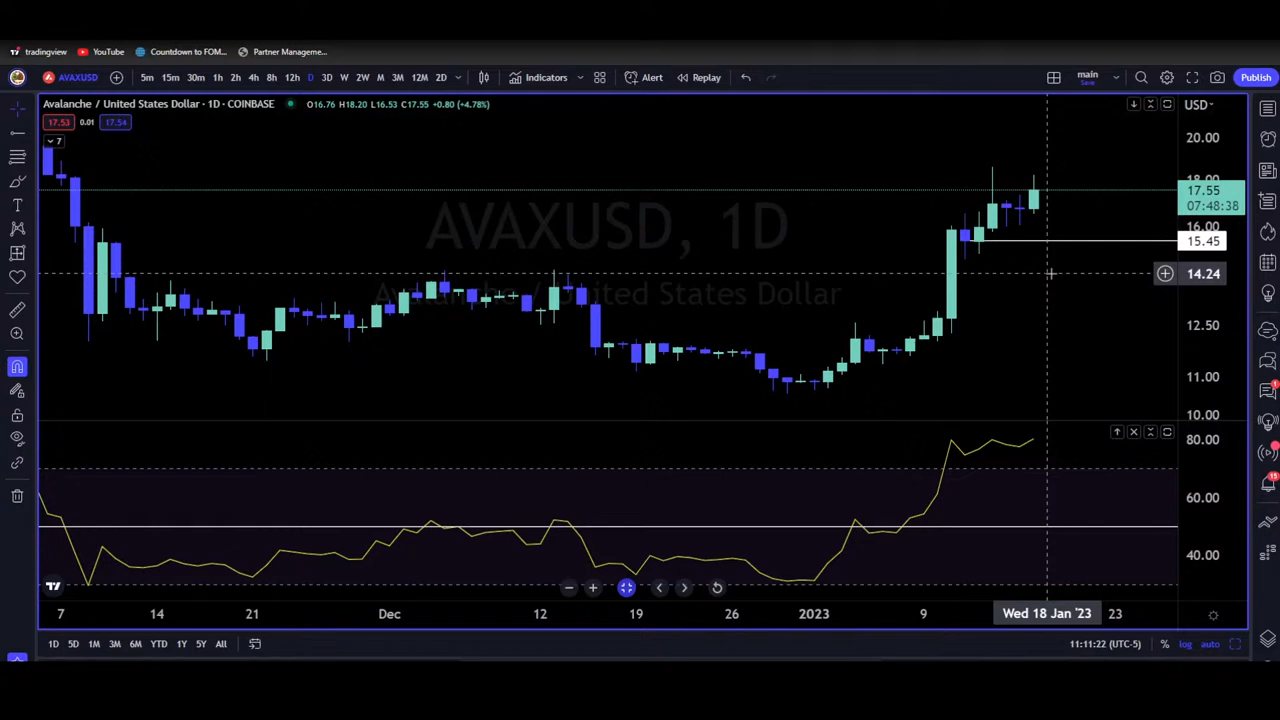 tradingview YouTube Countdown to FOM... Partner Manageme...
AVAXUSD 5m 15m 30m 1h 2h 4h 8h 12h D 3D W 2W M 3M 12M 2D Indicators Alert Replay main Save Publish
Avalanche / United States Dollar · 1D · COINBASE O16.76 H18.20 L16.53 C17.55 +0.80 (+4.78%) USD
17.53 0.01 17.54
7
20.00
18.00
17.55
07:48:38
16.00
15.45
14.24
12.50
11.00
10.00
AVAXUSD, 1D
Avalanche / United States Dollar
80.00
60.00
40.00
7 14 21 Dec 12 19 26 2023 9 Wed 18 Jan '23 23
1D 5D 1M 3M 6M YTD 1Y 5Y All 11:11:22 (UTC-5) % log auto
1
15